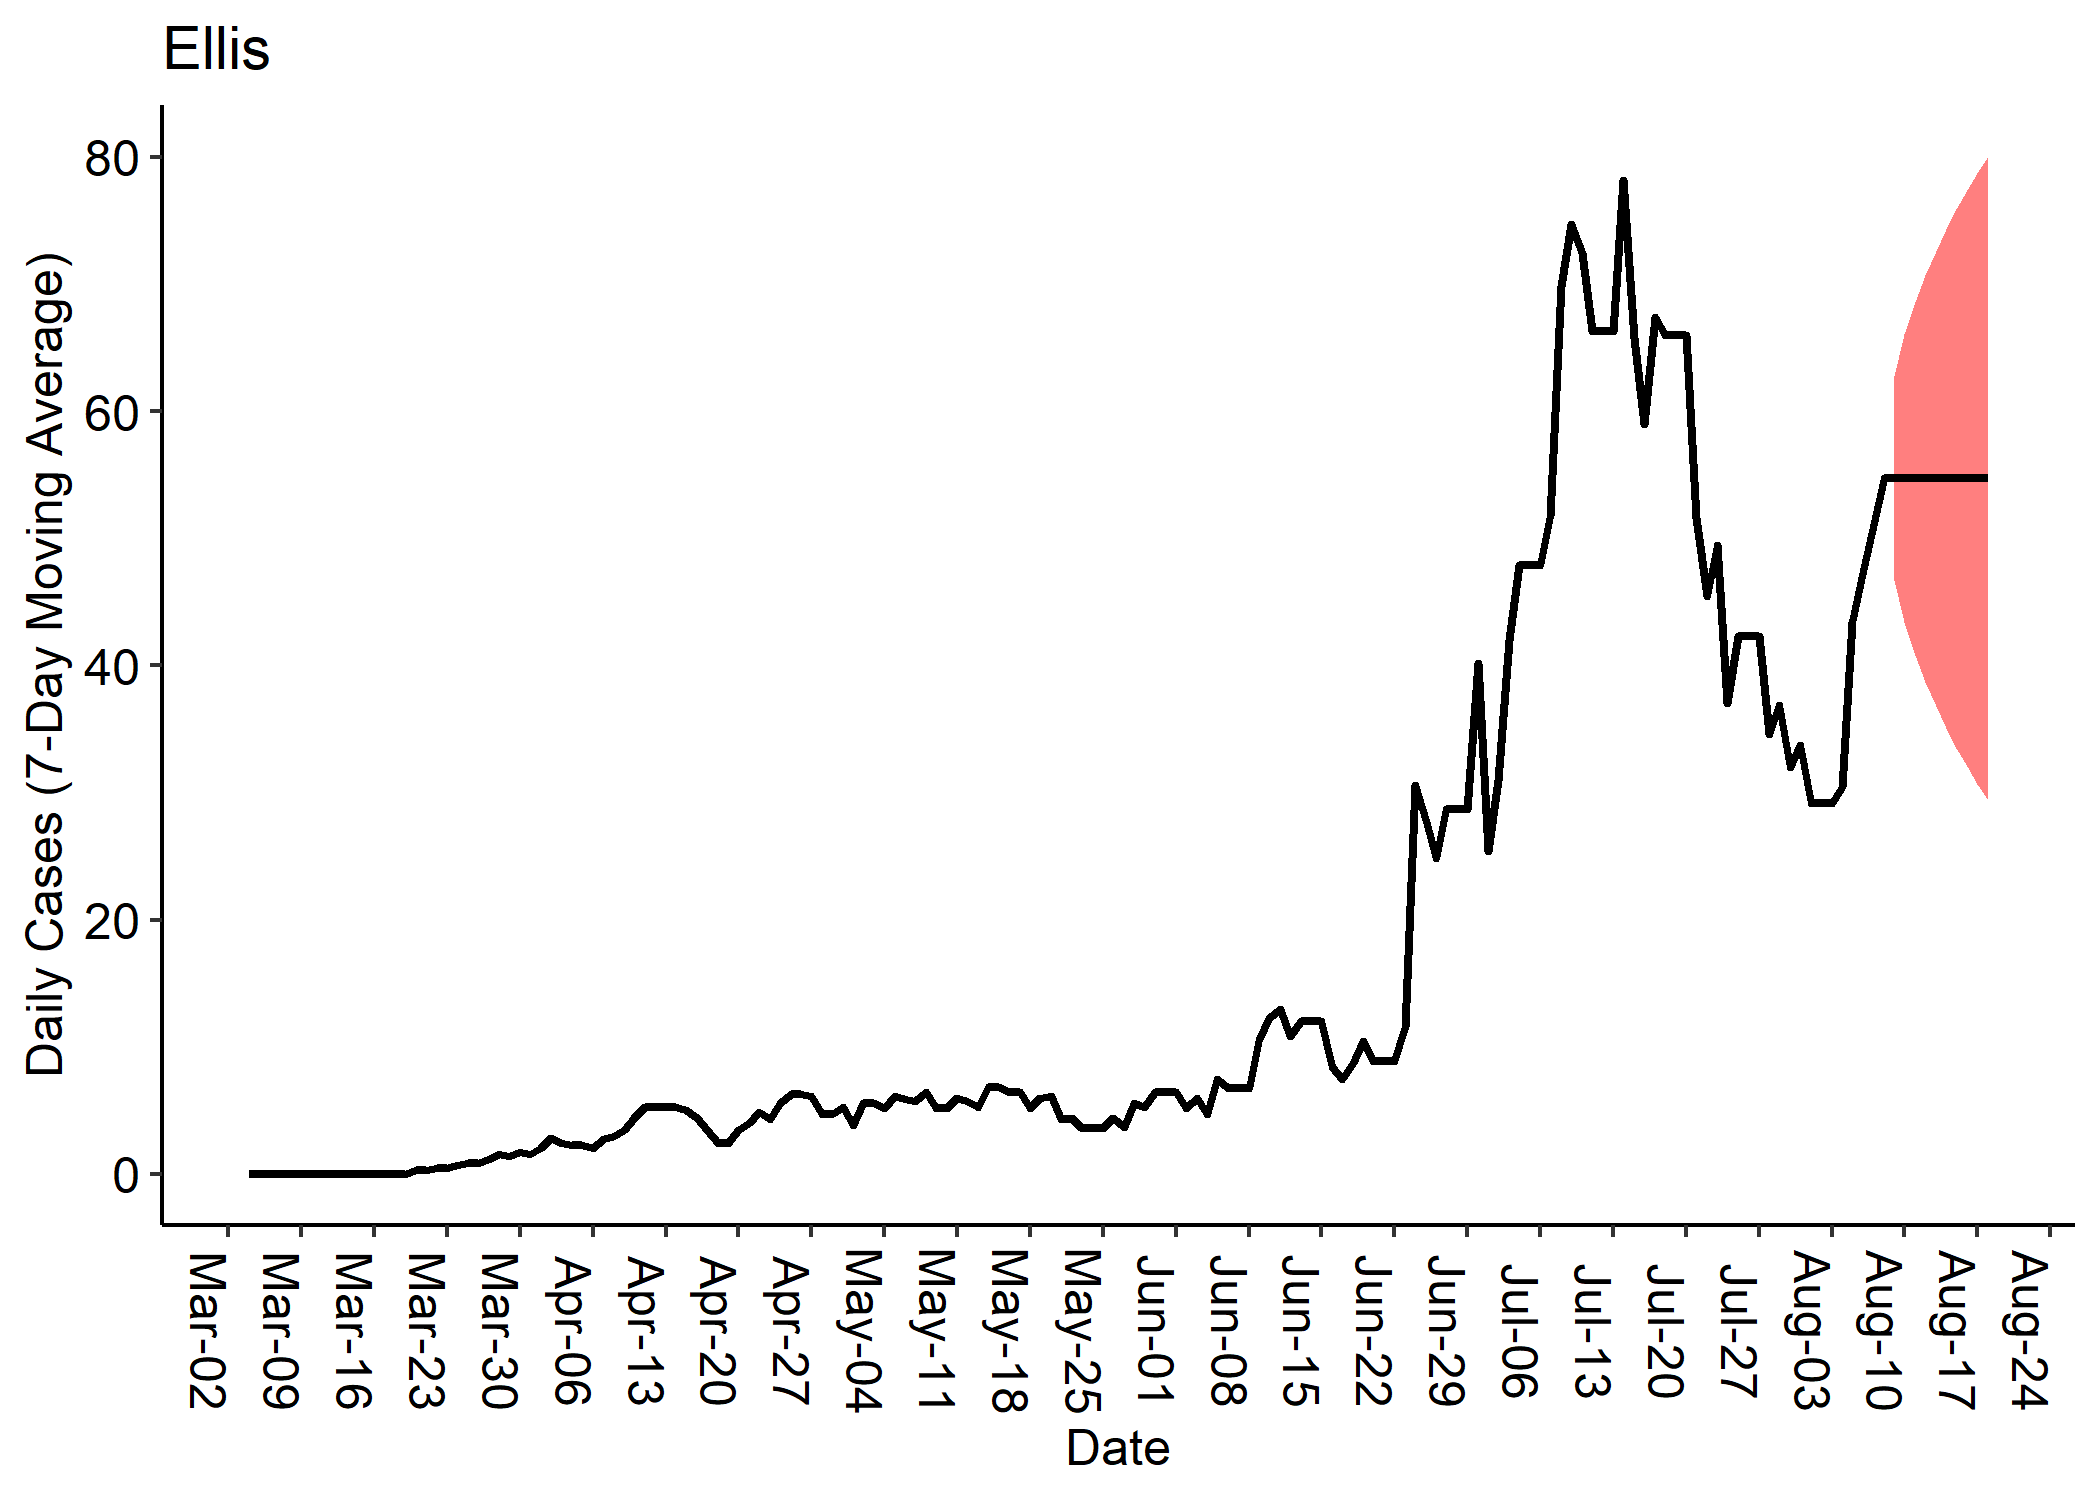 Ellis
Daily Cases (7-Day Moving Average)
80
60
40
20
0
Mar-02
Mar-09
Mar-16
Mar-23
Mar-30
Apr-06
Apr-13
Apr-20
Apr-27
May-04
May-11
May-18
May-25
Jun-01
Jun-08
Jun-15
Jun-22
Jun-29
Jul-06
Jul-13
Jul-20
Jul-27
Aug-03
Aug-10
Aug-17
Aug-24
Date